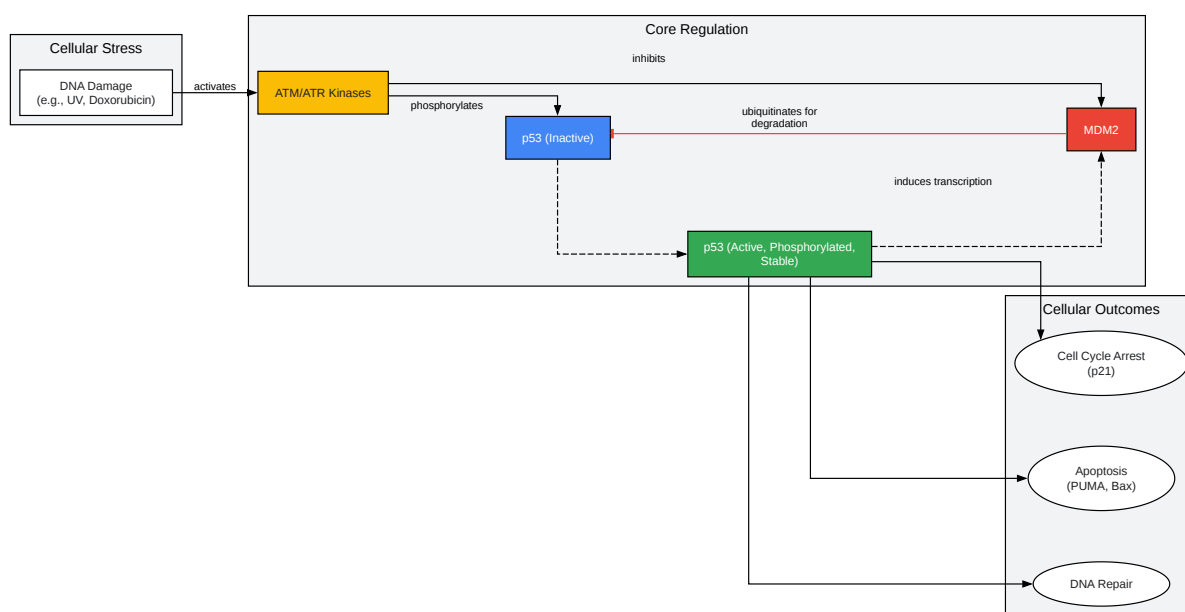 Cellular Stress
DNA Damage
(e.g., UV, Doxorubicin)
activates
Core Regulation
inhibits
ATM/ATR Kinases
phosphorylates
p53 (Inactive)
ubiquitinates for
degradation
MDM2
induces transcription
p53 (Active, Phosphorylated,
Stable)
Cellular Outcomes
Cell Cycle Arrest
(p21)
Apoptosis
(PUMA, Bax)
DNA Repair